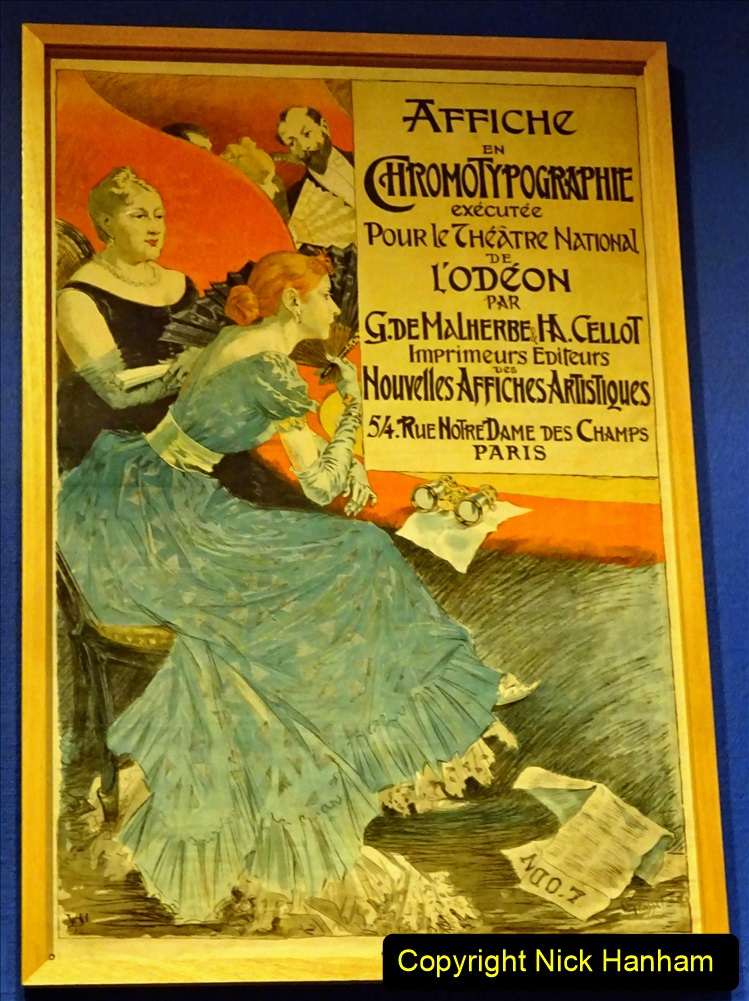 AFFICHE
EN
CHROMOTYPOGRAPHIE
EXÉCUTÉE
POUR LE THÉÂTRE NATIONAL
DE
L'ODÉON
PAR
G. DE MALHERBE & H.A. CELLOT
IMPRIMEURS EDITEURS
DES
NOUVELLES AFFICHES ARTISTIQUES
54. RUE NOTRE DAME DES CHAMPS
PARIS
Copyright Nick Hanham